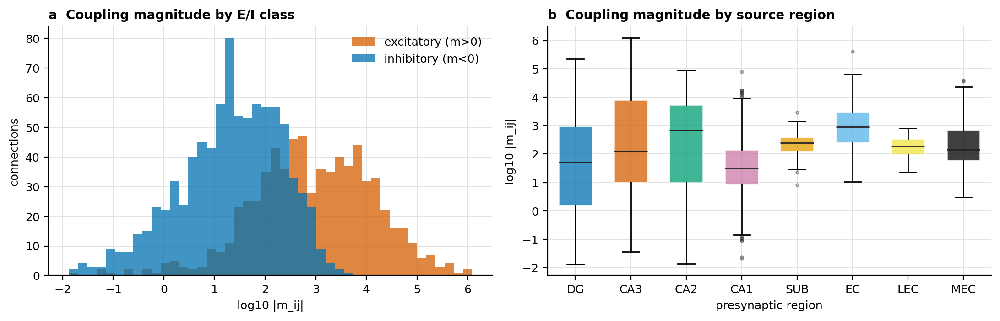 a  Coupling magnitude by E/I class
80
70
60
50
40
30
20
10
0
connections
excitatory (m>0)
inhibitory (m<0)
−2 −1 0 1 2 3 4 5 6
log10 |m_ij|
b  Coupling magnitude by source region
6
5
4
3
2
1
0
−1
−2
log10 |m_ij|
DG CA3 CA2 CA1 SUB EC LEC MEC
presynaptic region